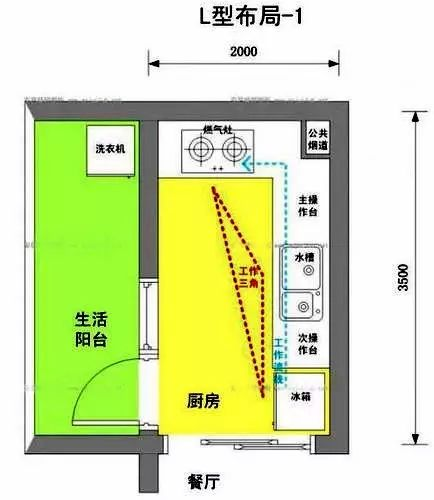 L型布局-1
2000
燃气灶
公共
烟道
洗衣机
主操
作台
水槽
工作
三角
3500
生活
阳台
次操
作台
工作流线
厨房
冰箱
餐厅